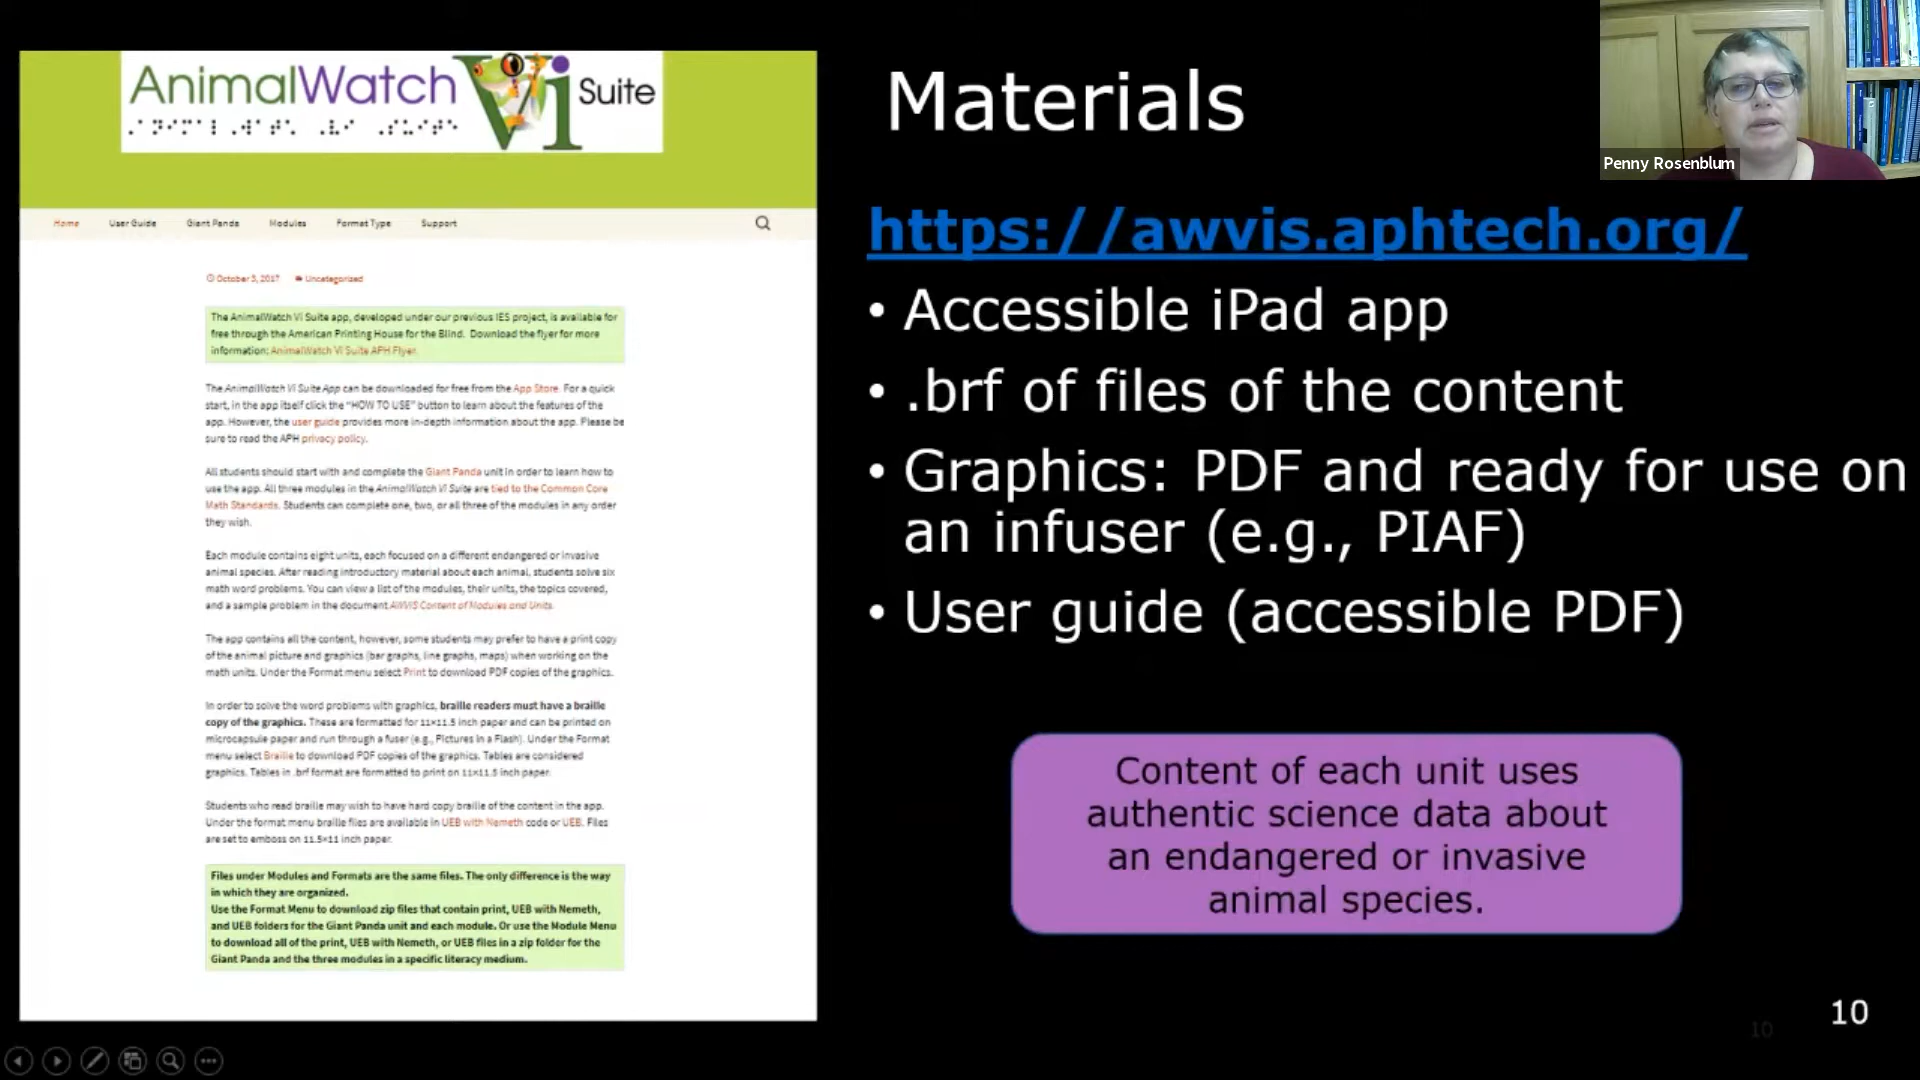 AnimalWatch Vi Suite
Home User Guide Giant Panda Modules Format Type Support
October 3, 2017 Uncategorized
The AnimalWatch Vi Suite app, developed under our previous IES project, is available for
free through the American Printing House for the Blind. Download the flyer for more
information: AnimalWatch Vi Suite APH Flyer.
The AnimalWatch Vi Suite App can be downloaded for free from the App Store. For a quick
start, in the app itself click the “HOW TO USE” button to learn about the features of the
app. However, the user guide provides more in-depth information about the app. Please be
sure to read the APH privacy policy.
All students should start with and complete the Giant Panda unit in order to learn how to
use the app. All three modules in the AnimalWatch Vi Suite are tied to the Common Core
Math Standards. Students can complete one, two, or all three of the modules in any order
they wish.
Each module contains eight units, each focused on a different endangered or invasive
animal species. After reading introductory material about each animal, students solve six
math word problems. You can view a list of the modules, their units, the topics covered,
and a sample problem in the document AWViS Content of Modules and Units.
The app contains all the content, however, some students may prefer to have a print copy
of the animal picture and graphics (bar graphs, line graphs, maps) when working on the
math units. Under the Format menu select Print to download PDF copies of the graphics.
In order to solve the word problems with graphics, braille readers must have a braille
copy of the graphics. These are formatted for 11×11.5 inch paper and can be printed on
microcapsule paper and run through a fuser (e.g., Pictures in a Flash). Under the Format
menu select Braille to download PDF copies of the graphics. Tables are considered
graphics. Tables in .brf format are formatted to print on 11×11.5 inch paper.
Students who read braille may wish to have hard copy braille of the content in the app.
Under the format menu braille files are available in UEB with Nemeth code or UEB. Files
are set to emboss on 11.5×11 inch paper.
Files under Modules and Formats are the same files. The only difference is the way
in which they are organized.
Use the Format Menu to download zip files that contain print, UEB with Nemeth,
and UEB folders for the Giant Panda unit and each module. Or use the Module Menu
to download all of the print, UEB with Nemeth, or UEB files in a zip folder for the
Giant Panda and the three modules in a specific literacy medium.
Materials
https://awvis.aphtech.org/
• Accessible iPad app
• .brf of files of the content
• Graphics: PDF and ready for use on
an infuser (e.g., PIAF)
• User guide (accessible PDF)
Content of each unit uses
authentic science data about
an endangered or invasive
animal species.
10
10
Penny Rosenblum